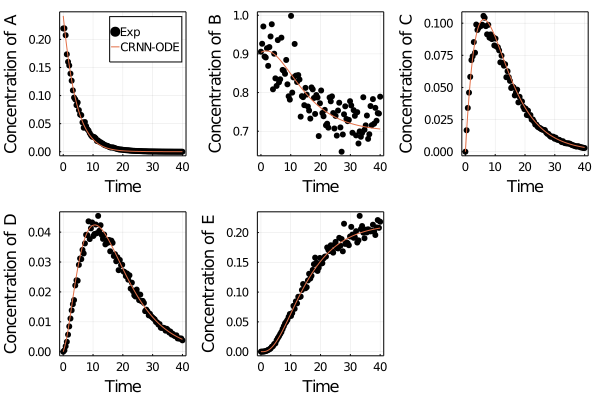 Concentration of A
0.20
0.15
0.10
0.05
0.00
0 10 20 30 40
Time
Exp
CRNN-ODE
Concentration of B
1.0
0.9
0.8
0.7
0 10 20 30 40
Time
Concentration of C
0.100
0.075
0.050
0.025
0.000
0 10 20 30 40
Time
Concentration of D
0.04
0.03
0.02
0.01
0.00
0 10 20 30 40
Time
Concentration of E
0.20
0.15
0.10
0.05
0.00
0 10 20 30 40
Time